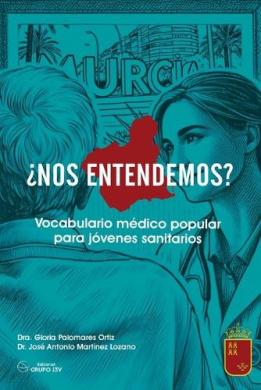 MURCIA
¿NOS ENTENDEMOS?
Vocabulario médico popular
para jóvenes sanitarios
Dra. Gloria Palomares Ortiz
Dr. José Antonio Martínez Lozano
Editorial
GRUPO J3V